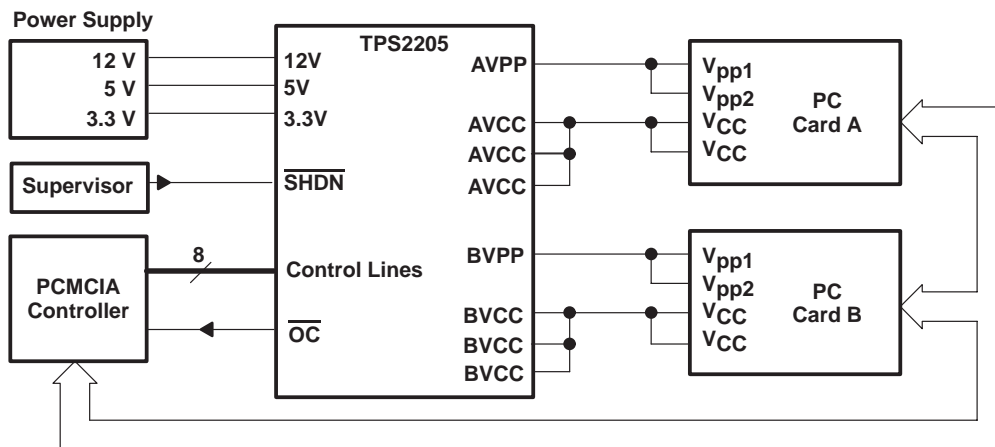 Power Supply
12 V
5 V
3.3 V
Supervisor
PCMCIA
Controller
8
TPS2205
12V
5V
3.3V
SHDN
Control Lines
OC
AVPP
AVCC
AVCC
AVCC
BVPP
BVCC
BVCC
BVCC
Vpp1
Vpp2
VCC
VCC
PC
Card A
Vpp1
Vpp2
VCC
VCC
PC
Card B